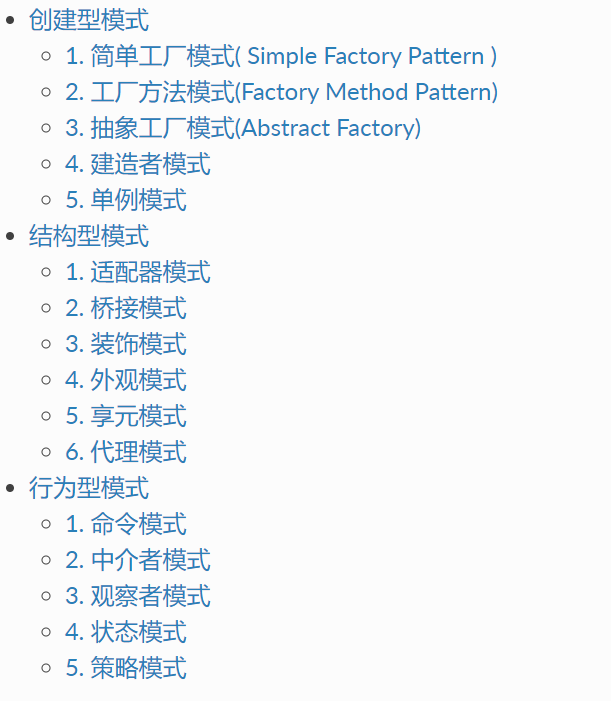 创建型模式
1. 简单工厂模式( Simple Factory Pattern )
2. 工厂方法模式(Factory Method Pattern)
3. 抽象工厂模式(Abstract Factory)
4. 建造者模式
5. 单例模式
结构型模式
1. 适配器模式
2. 桥接模式
3. 装饰模式
4. 外观模式
5. 享元模式
6. 代理模式
行为型模式
1. 命令模式
2. 中介者模式
3. 观察者模式
4. 状态模式
5. 策略模式